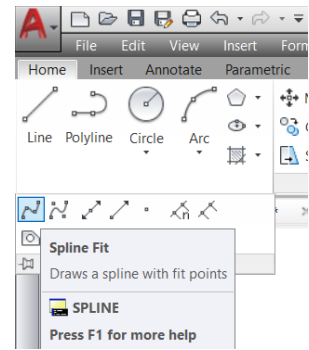 File Edit View Insert Form
Home Insert Annotate Parametric
Line Polyline Circle Arc
Spline Fit
Draws a spline with fit points
SPLINE
Press F1 for more help